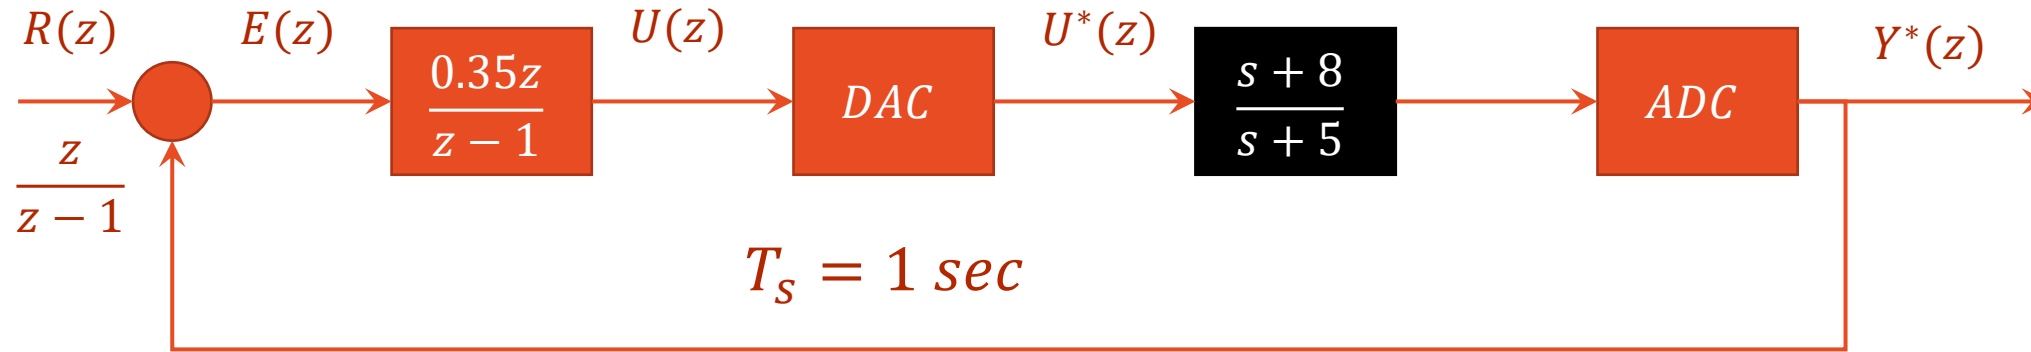 R(z)
E(z)
0.35z
z − 1
U(z)
DAC
U*(z)
s + 8
s + 5
ADC
Y*(z)
z
z − 1
T_s = 1 sec